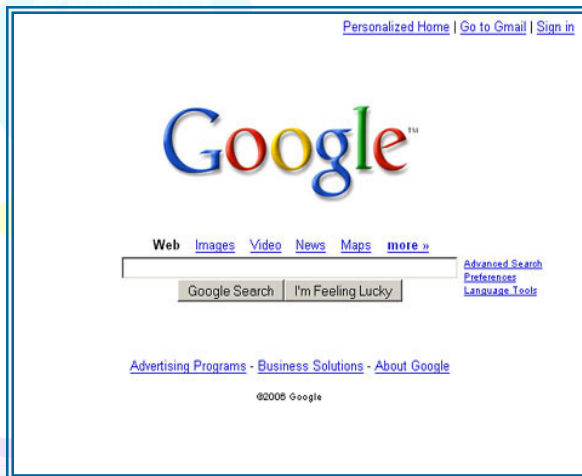 Personalized Home | Go to Gmail | Sign in
Google™
Web Images Video News Maps more »
Advanced Search
Preferences
Language Tools
Google Search I'm Feeling Lucky
Advertising Programs - Business Solutions - About Google
©2006 Google